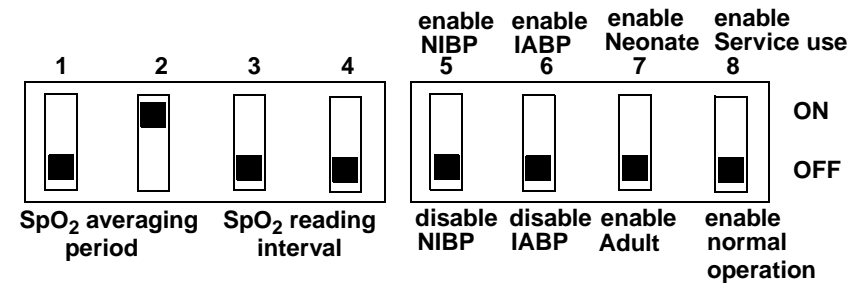 enable enable enable enable
NIBP IABP Neonate Service use
1 2 3 4 5 6 7 8
ON
OFF
SpO2 averaging SpO2 reading disable disable enable enable
period interval NIBP IABP Adult normal
operation